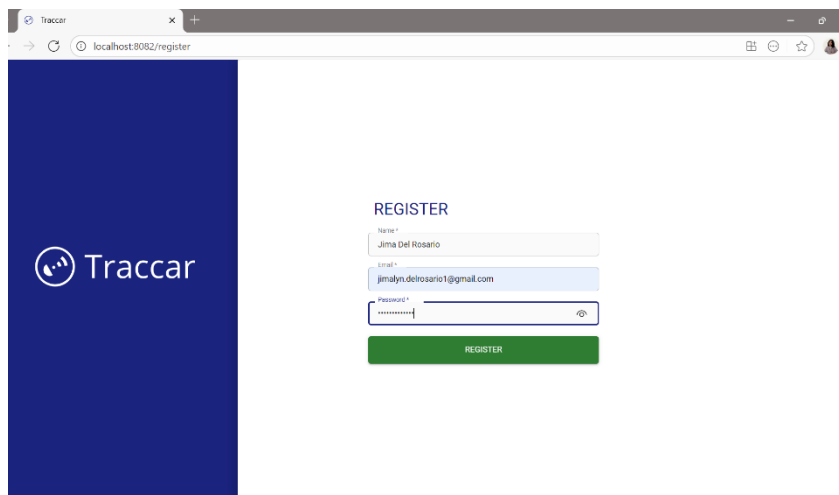 Traccar
localhost:8082/register
Traccar
REGISTER
Name *
Jima Del Rosario
Email *
jimalyn.delrosario1@gmail.com
Password *
••••••••••••
REGISTER